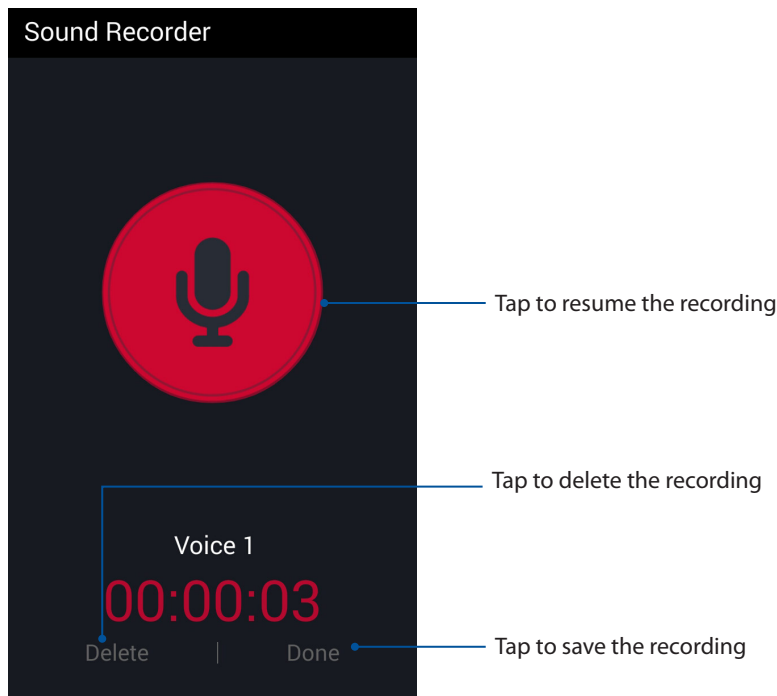 Sound Recorder
Tap to resume the recording
Tap to delete the recording
Voice 1
00:00:03
Delete | Done
Tap to save the recording